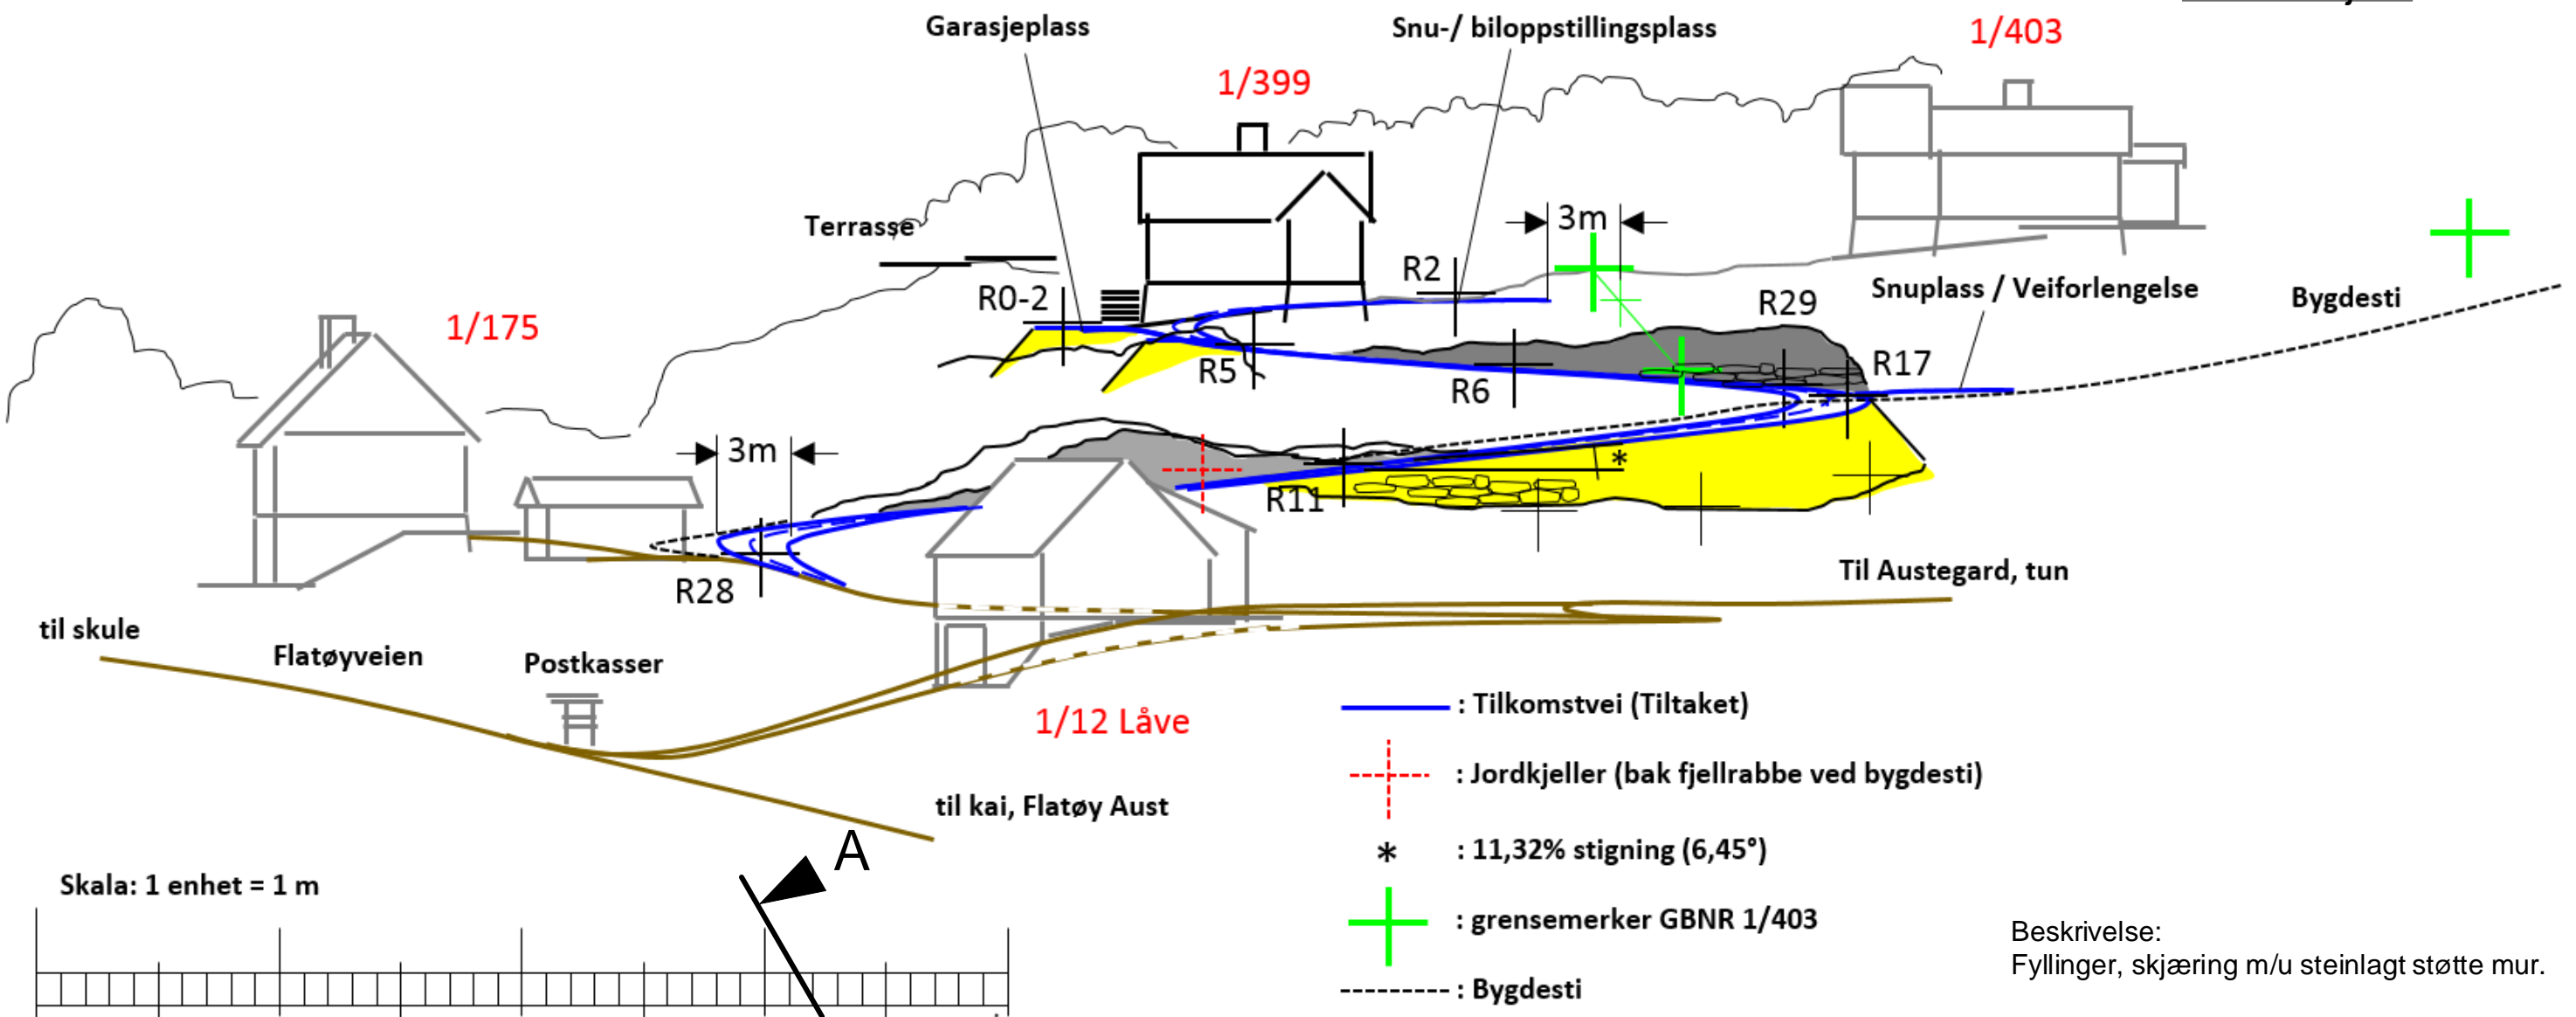 Garasjeplass
Snu-/ biloppstillingsplass
1/403
1/399
Terrasse
3m
R2
R0-2
R29
Snuplass / Veiforlengelse
Bygdesti
1/175
R5
R6
R17
3m
*
R11
R28
Til Austegard, tun
til skule
Flatøyveien
Postkasser
1/12 Låve
: Tilkomstvei (Tiltaket)
: Jordkjeller (bak fjellrabbe ved bygdesti)
til kai, Flatøy Aust
A
* : 11,32% stigning (6,45°)
Skala: 1 enhet = 1 m
: grensemerker GBNR 1/403
Beskrivelse:
Fyllinger, skjæring m/u steinlagt støtte mur.
: Bygdesti